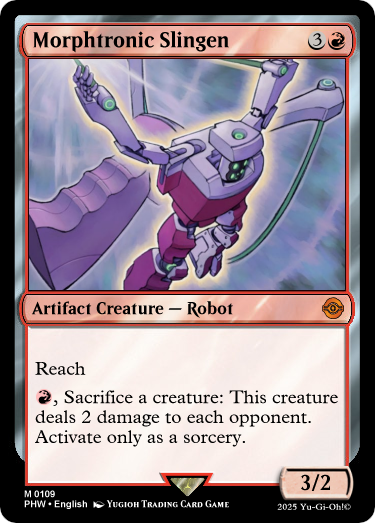 Morphtronic Slingen 3
Artifact Creature — Robot
Reach
, Sacrifice a creature: This creature
deals 2 damage to each opponent.
Activate only as a sorcery.
3/2
M 0109
PHW • English Yugioh Trading Card Game
2025 Yu-Gi-Oh!©